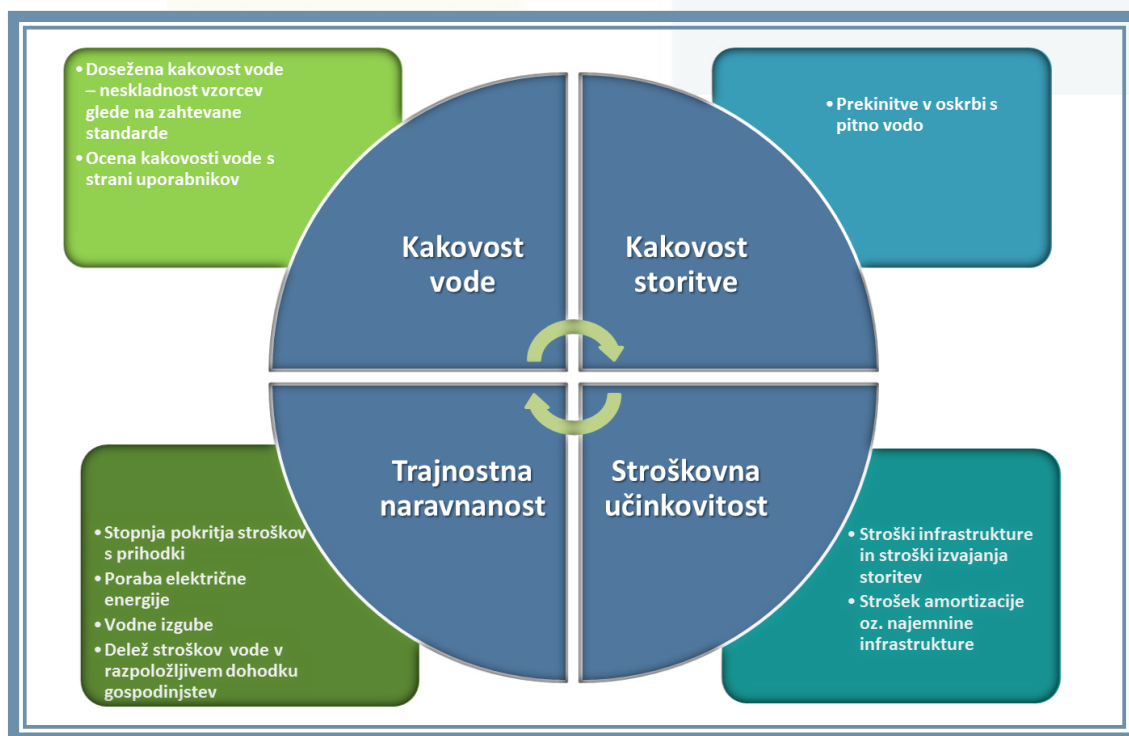 • Dosežena kakovost vode
– neskladnost vzorcev
glede na zahtevane
standarde
• Ocena kakovosti vode s
strani uporabnikov
• Prekinitve v oskrbi s
pitno vodo
Kakovost
vode
Kakovost
storitve
Trajnostna
naravnanost
Stroškovna
učinkovitost
• Stopnja pokritja stroškov
s prihodki
• Poraba električne
energije
• Vodne izgube
• Delež stroškov vode v
razpoložljivem dohodku
gospodinjstev
• Stroški infrastrukture
in stroški izvajanja
storitev
• Strošek amortizacije
oz. najemnine
infrastrukture